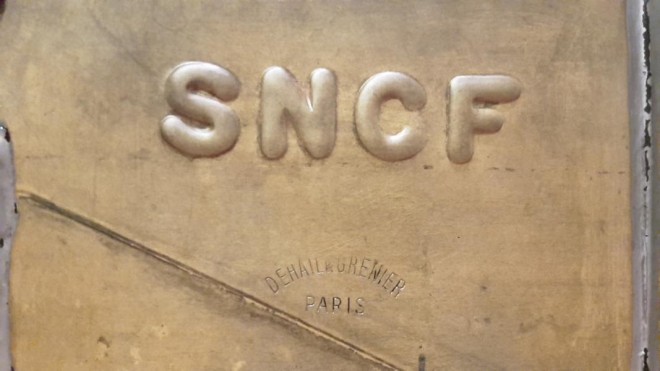 SNCF
DEHAIL & GRENIER
PARIS